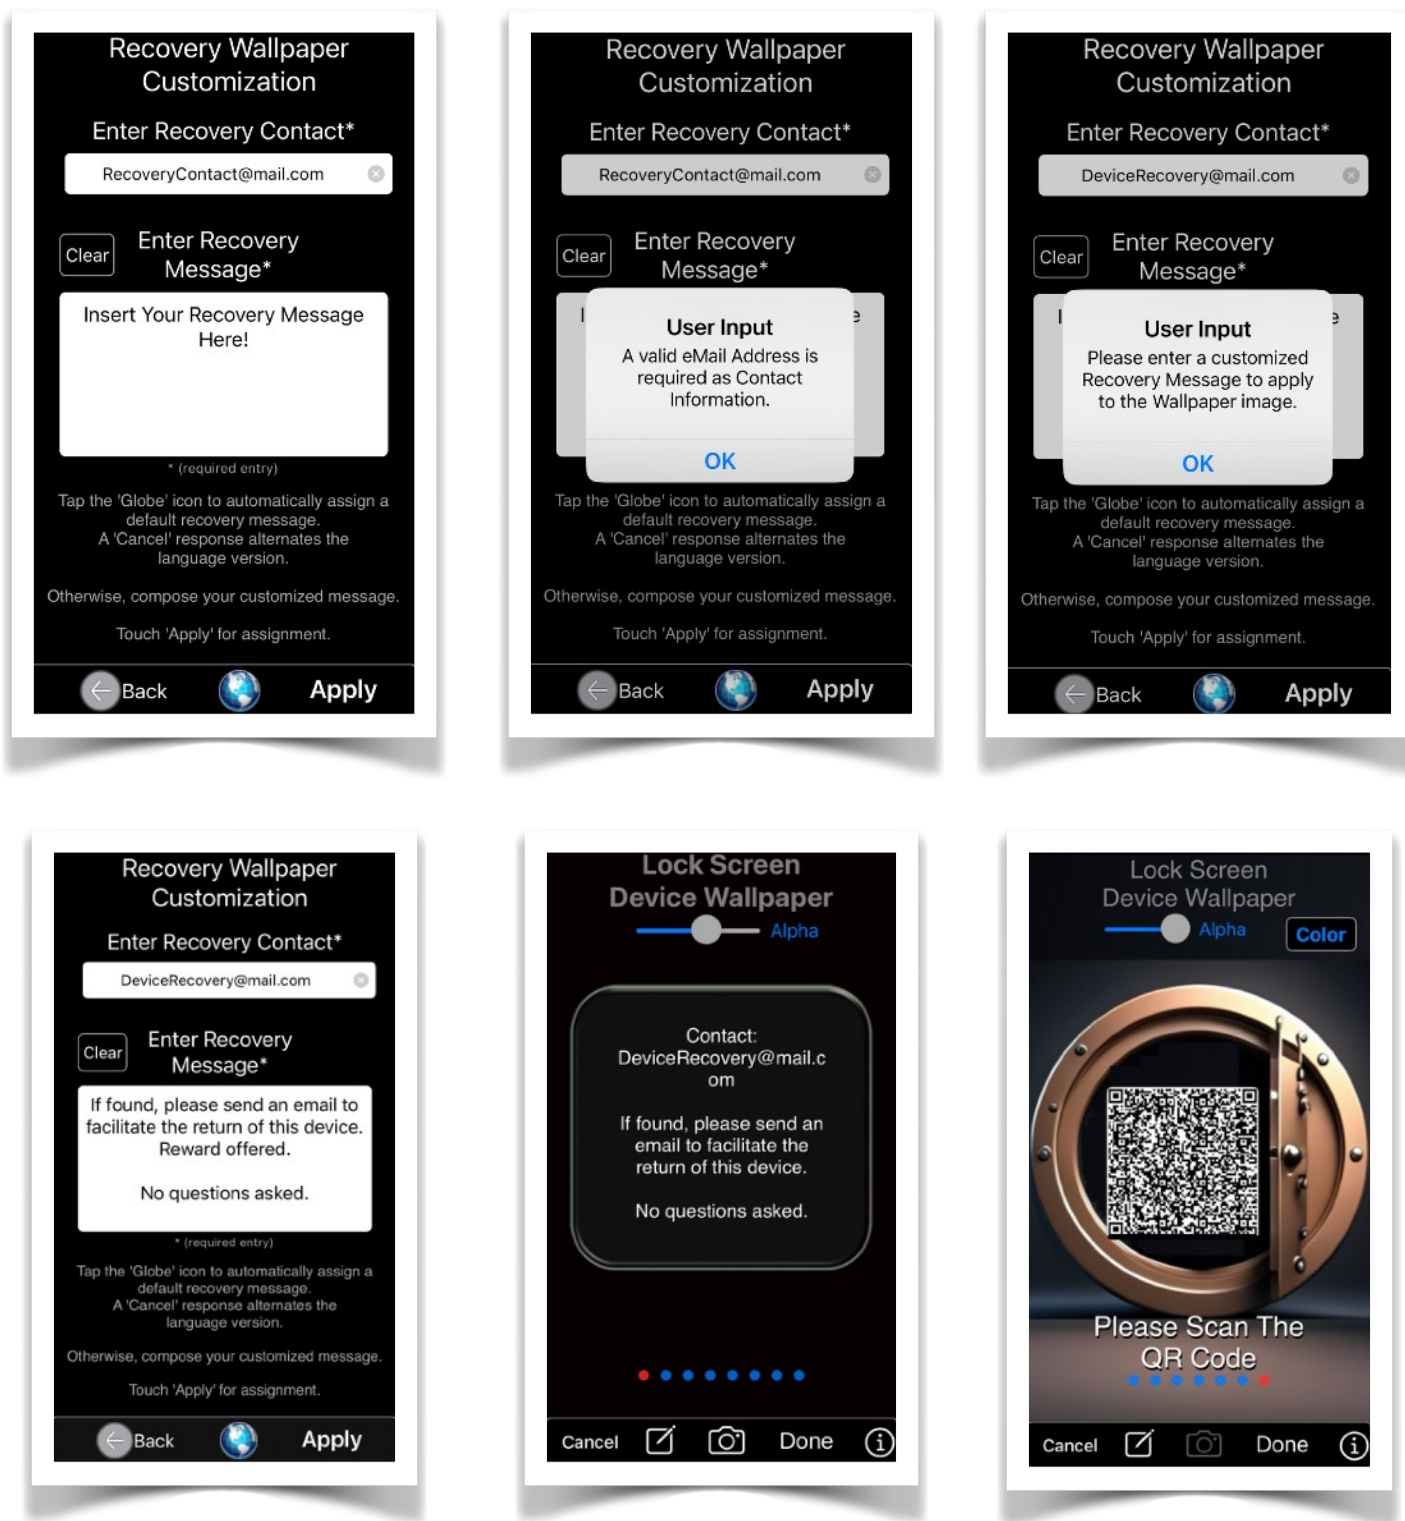 Recovery Wallpaper
Customization
Enter Recovery Contact*
RecoveryContact@mail.com
Clear
Enter Recovery
Message*
Insert Your Recovery Message
Here!
* (required entry)
Tap the 'Globe' icon to automatically assign a
default recovery message.
A 'Cancel' response alternates the
language version.
Otherwise, compose your customized message.
Touch 'Apply' for assignment.
Back
Apply
Recovery Wallpaper
Customization
Enter Recovery Contact*
RecoveryContact@mail.com
Clear
Enter Recovery
Message*
I e
User Input
A valid eMail Address is
required as Contact
Information.
OK
Tap the 'Globe' icon to automatically assign a
default recovery message.
A 'Cancel' response alternates the
language version.
Otherwise, compose your customized message.
Touch 'Apply' for assignment.
Back
Apply
Recovery Wallpaper
Customization
Enter Recovery Contact*
DeviceRecovery@mail.com
Clear
Enter Recovery
Message*
I e
User Input
Please enter a customized
Recovery Message to apply
to the Wallpaper image.
OK
Tap the 'Globe' icon to automatically assign a
default recovery message.
A 'Cancel' response alternates the
language version.
Otherwise, compose your customized message.
Touch 'Apply' for assignment.
Back
Apply
Recovery Wallpaper
Customization
Enter Recovery Contact*
DeviceRecovery@mail.com
Clear
Enter Recovery
Message*
If found, please send an email to
facilitate the return of this device.
Reward offered.
No questions asked.
* (required entry)
Tap the 'Globe' icon to automatically assign a
default recovery message.
A 'Cancel' response alternates the
language version.
Otherwise, compose your customized message.
Touch 'Apply' for assignment.
Back
Apply
Lock Screen
Device Wallpaper
Alpha
Contact:
DeviceRecovery@mail.c
om
If found, please send an
email to facilitate the
return of this device.
No questions asked.
Cancel
Done
Lock Screen
Device Wallpaper
Alpha
Color
Please Scan The
QR Code
Cancel
Done